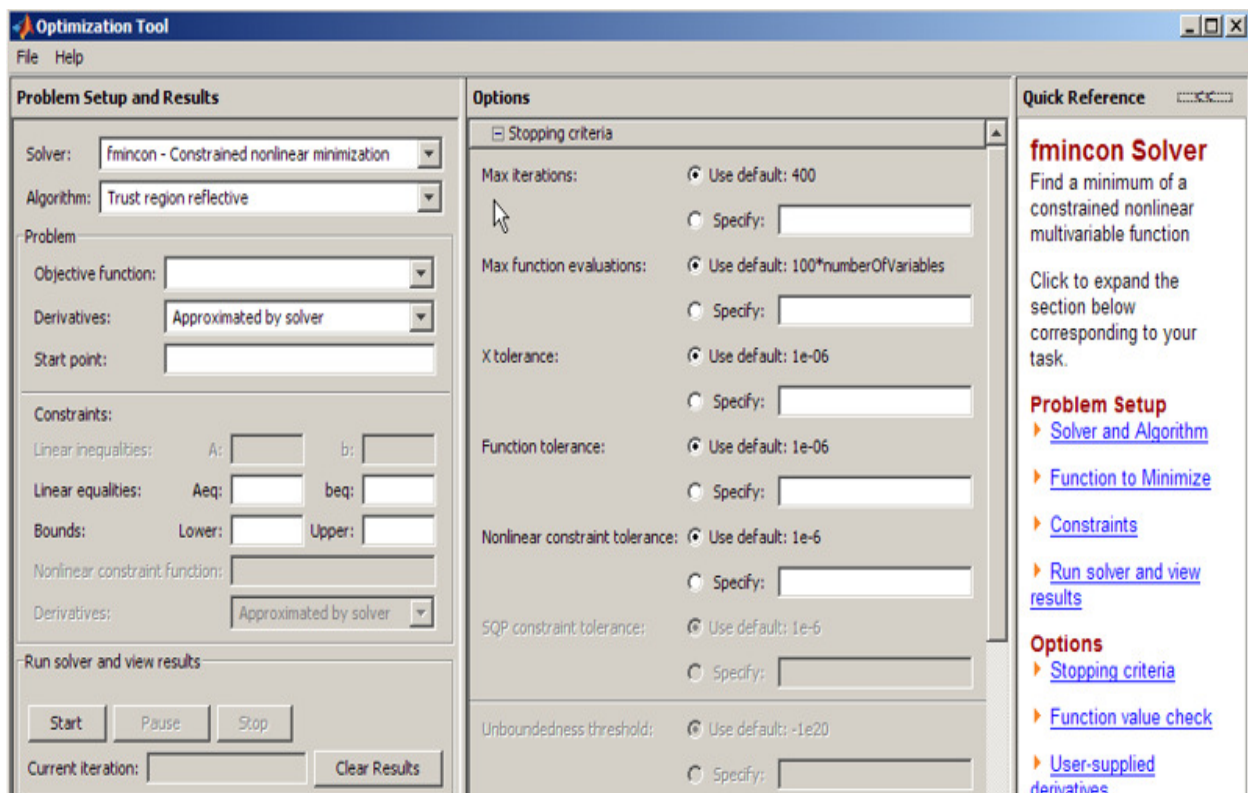 Optimization Tool
File Help
Problem Setup and Results
Solver: fmincon - Constrained nonlinear minimization
Algorithm: Trust region reflective
Problem
Objective function:
Derivatives: Approximated by solver
Start point:
Constraints:
Linear inequalities: A: b:
Linear equalities: Aeq: beq:
Bounds: Lower: Upper:
Nonlinear constraint function:
Derivatives: Approximated by solver
Run solver and view results
Start Pause Stop
Current iteration: Clear Results
Options
Stopping criteria
Max iterations: Use default: 400
Specify:
Max function evaluations: Use default: 100*numberOfVariables
Specify:
X tolerance: Use default: 1e-06
Specify:
Function tolerance: Use default: 1e-06
Specify:
Nonlinear constraint tolerance: Use default: 1e-6
Specify:
SQP constraint tolerance: Use default: 1e-6
Specify:
Unboundedness threshold: Use default: -1e20
Specify:
Quick Reference <<
fmincon Solver
Find a minimum of a
constrained nonlinear
multivariable function
Click to expand the
section below
corresponding to your
task.
Problem Setup
Solver and Algorithm
Function to Minimize
Constraints
Run solver and view
results
Options
Stopping criteria
Function value check
User-supplied
derivatives